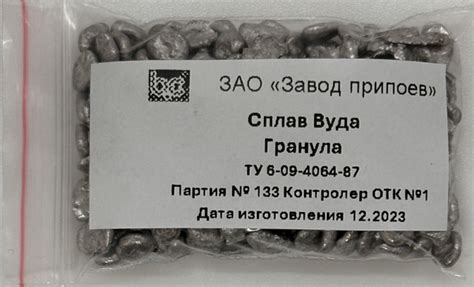 ЗАО «Завод припоев»
Сплав Вуда
Гранула
ТУ 6-09-4064-87
Партия № 133 Контролер ОТК №1
Дата изготовления 12.2023